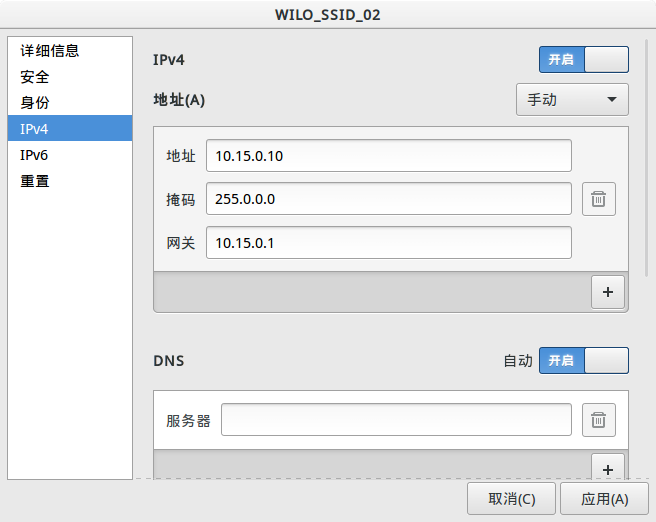 WILO_SSID_02
详细信息
安全
身份
IPv4
IPv6
重置
IPv4 开启
地址(A) 手动
地址 10.15.0.10
掩码 255.0.0.0
网关 10.15.0.1
+
DNS 自动 开启
服务器
+
取消(C) 应用(A)